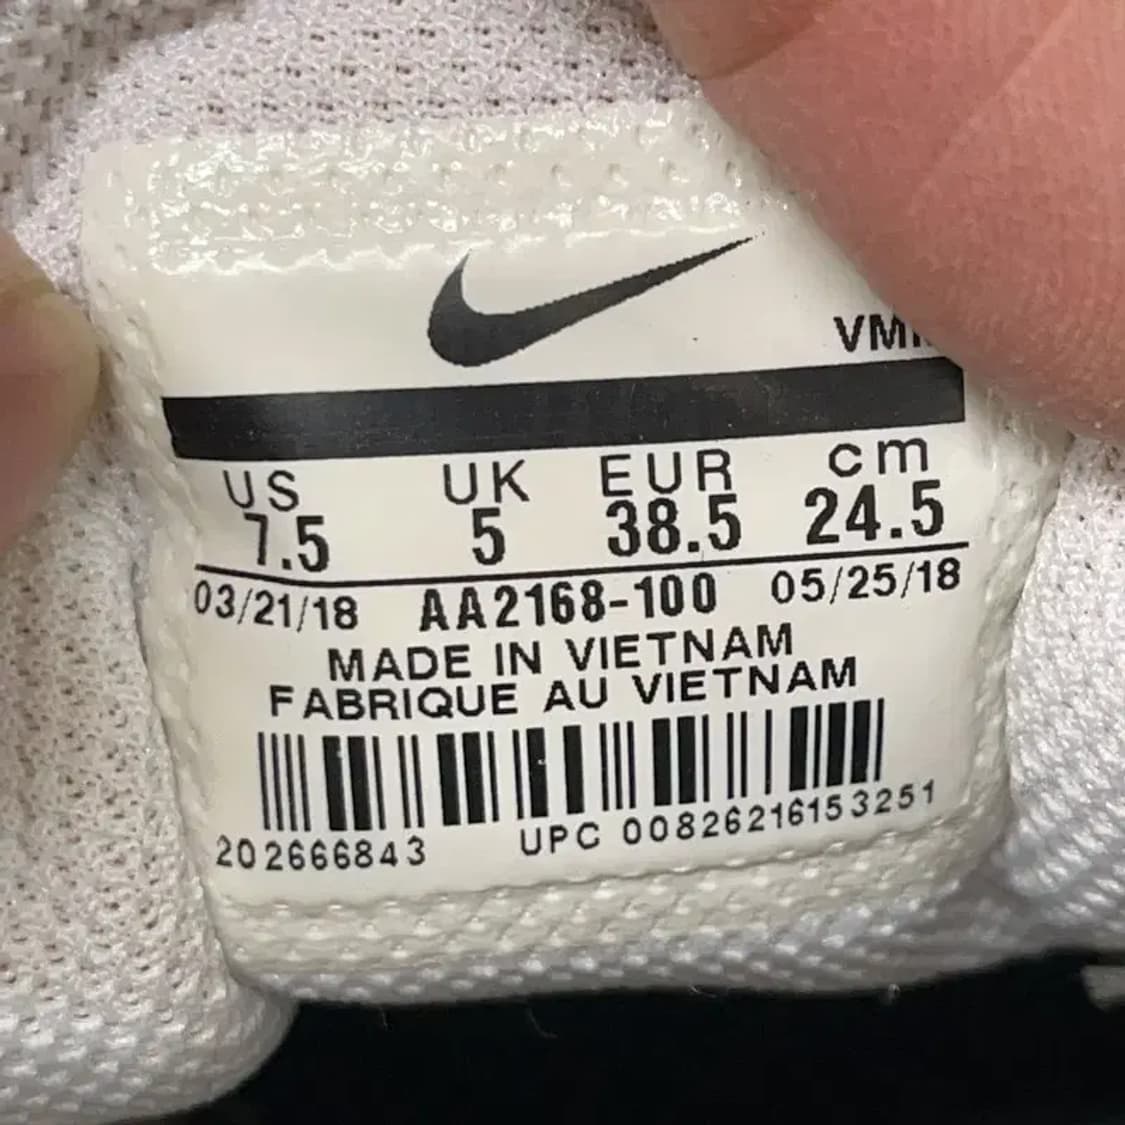 US UK EUR cm
7.5 5 38.5 24.5
03/21/18 AA2168-100 05/25/18
MADE IN VIETNAM
FABRIQUE AU VIETNAM
202666843 UPC 00826216153251